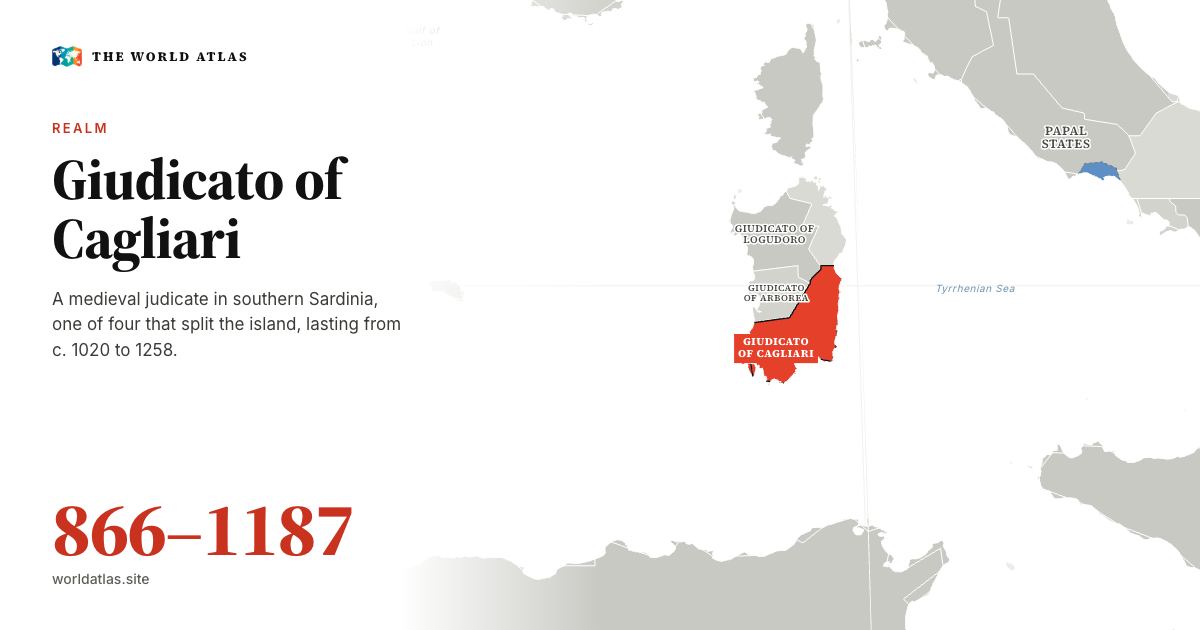 THE WORLD ATLAS
REALM
Giudicato of
Cagliari
A medieval judicate in southern Sardinia,
one of four that split the island, lasting from
c. 1020 to 1258.
866–1187
worldatlas.site
PAPAL
STATES
GIUDICATO OF
LOGUDORO
GIUDICATO
OF ARBOREA
GIUDICATO
OF CAGLIARI
Tyrrhenian Sea